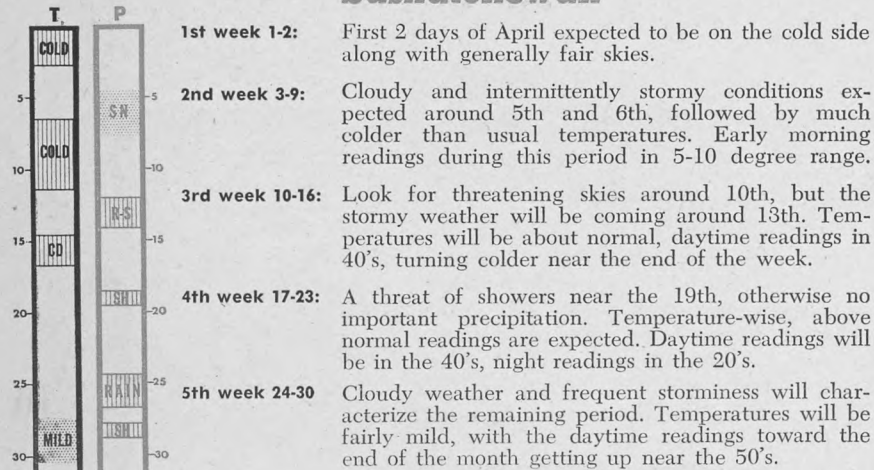 Saskatchewan
T P
1st week 1-2: First 2 days of April expected to be on the cold side
along with generally fair skies.
2nd week 3-9: Cloudy and intermittently stormy conditions ex-
pected around 5th and 6th, followed by much
colder than usual temperatures. Early morning
readings during this period in 5-10 degree range.
3rd week 10-16: Look for threatening skies around 10th, but the
stormy weather will be coming around 13th. Tem-
peratures will be about normal, daytime readings in
40's, turning colder near the end of the week.
4th week 17-23: A threat of showers near the 19th, otherwise no
important precipitation. Temperature-wise, above
normal readings are expected. Daytime readings will
be in the 40's, night readings in the 20's.
5th week 24-30 Cloudy weather and frequent storminess will char-
acterize the remaining period. Temperatures will be
fairly mild, with the daytime readings toward the
end of the month getting up near the 50's.
COLD
5
COLD
10
15
CD
20
25
MILD
30
SN
5
10
R-S
15
SH
20
RAIN
25
SH
30